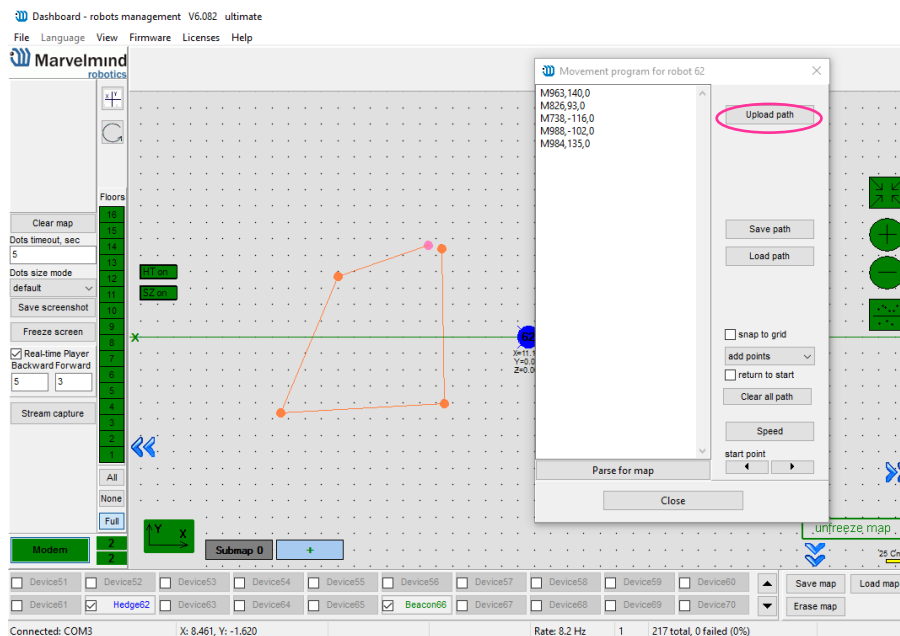 Dashboard - robots management V6.082 ultimate
File Language View Firmware Licenses Help
Marvelmind
robotics
Clear map
Dots timeout, sec
5
Dots size mode
default
Save screenshot
Freeze screen
Real-time Player
Backward Forward
5 3
Stream capture
X Y
Floors
16
15
14
13
12
11
10
9
8
7
6
5
4
3
2
1
All
None
Full
Modem
2
2
HT on
SZ on
X
62
X=11.1
Y=0.0
Z=0.0
Y
X
Submap 0
+
Movement program for robot 62
M963,140,0
M826,93,0
M738,-116,0
M988,-102,0
M984,135,0
Upload path
Save path
Load path
snap to grid
add points
return to start
Clear all path
Speed
start point
Parse for map
Close
unfreeze map
Device51 Device52 Device53 Device54 Device55 Device56 Device57 Device58 Device59 Device60
Device61 Hedge62 Device63 Device64 Device65 Beacon66 Device67 Device68 Device69 Device70
Save map Load map
Erase map
Connected: COM3 X: 8.461, Y: -1.620 Rate: 8.2 Hz 1 217 total, 0 failed (0%)